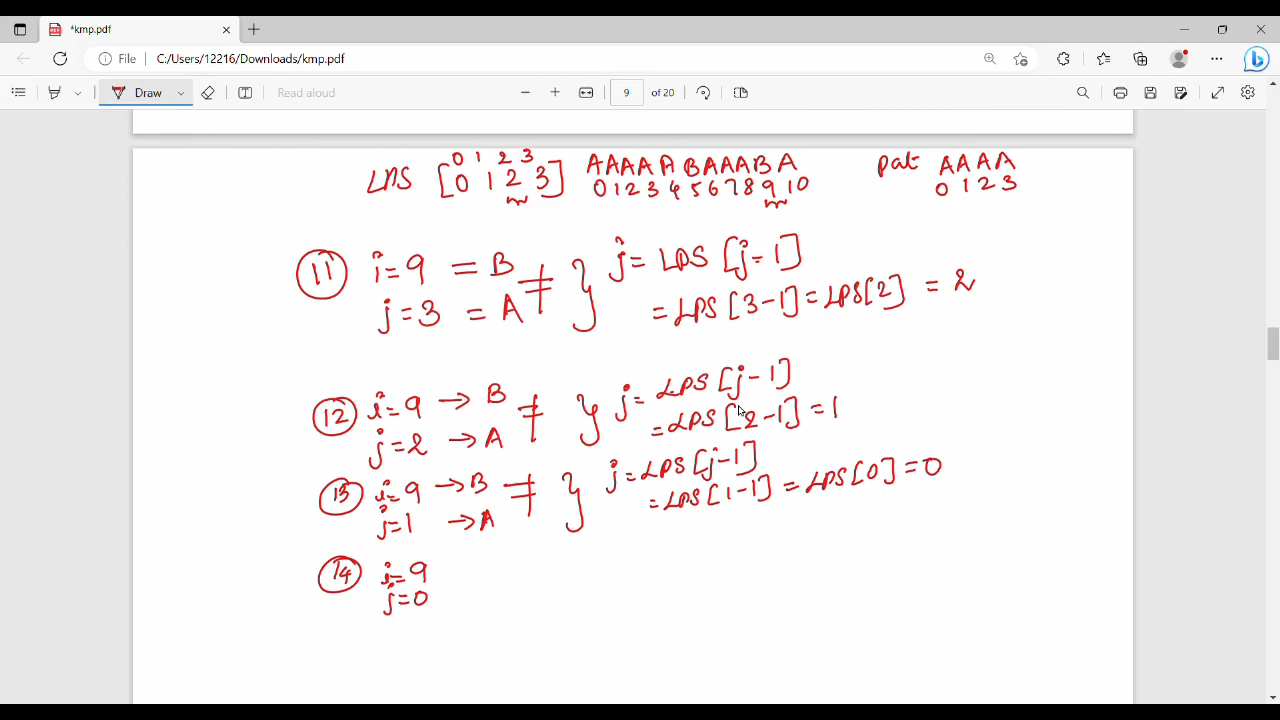 *kmp.pdf
File C:/Users/12216/Downloads/kmp.pdf
Draw Read aloud 9 of 20
0 1 2 3
LPS [0 1 2 3] AAAAABAAABA pat AAAA
0 1 2 3 4 5 6 7 8 9 10 0 1 2 3
11 i=9 = B ≠ } j = LPS [j-1]
j=3 = A = LPS [3-1] = LPS[2] = 2
12 i=9 → B ≠ } j = LPS [j-1]
j=2 → A = LPS [2-1] = 1
13 i=9 → B ≠ } j = LPS [j-1]
j=1 → A = LPS [1-1] = LPS[0] = 0
14 i=9
j=0